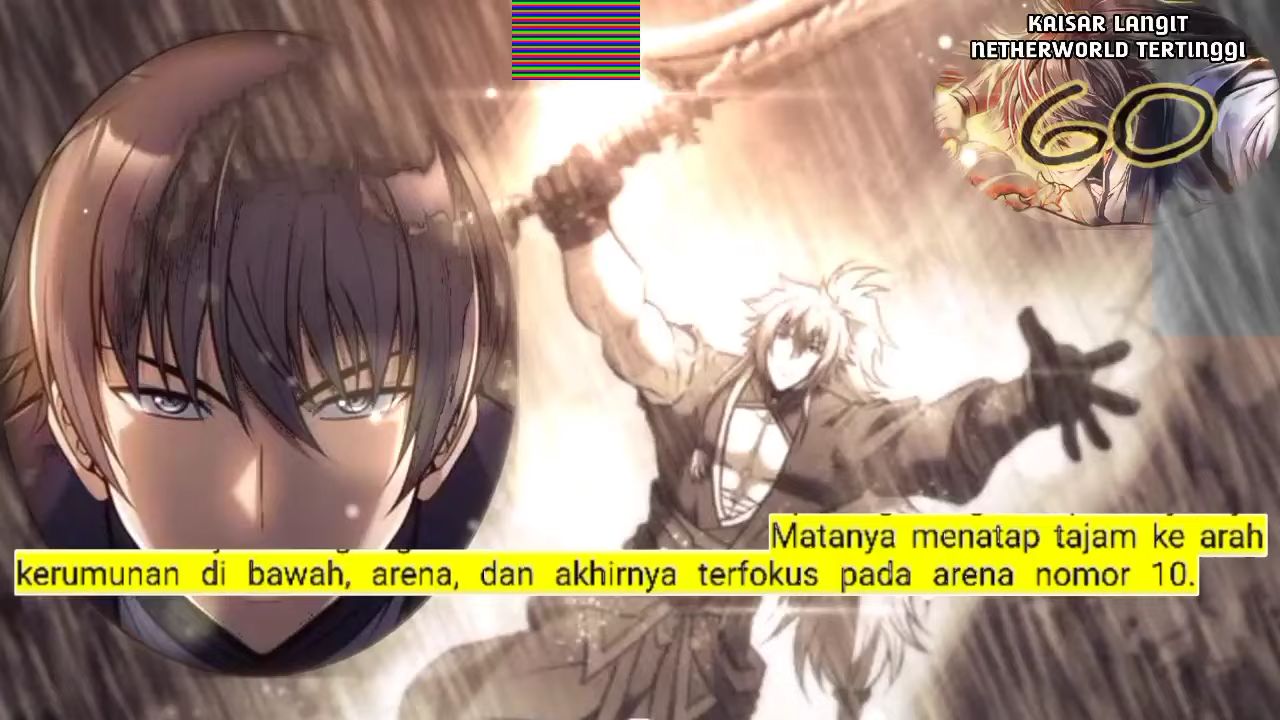 KAISAR LANGIT
NETHERWORLD TERTINGGI
60
Matanya menatap tajam ke arah
kerumunan di bawah, arena, dan akhirnya terfokus pada arena nomor 10.